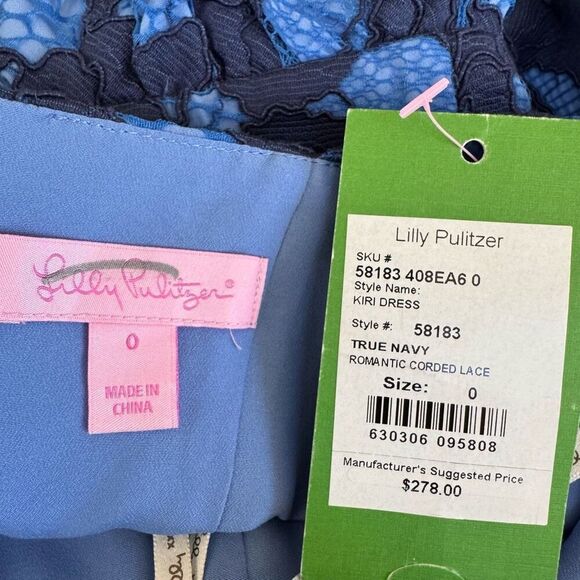 Lilly Pulitzer®
0
MADE IN
CHINA
Lilly Pulitzer
SKU #
58183 408EA6 0
Style Name:
KIRI DRESS
Style #: 58183
TRUE NAVY
ROMANTIC CORDED LACE
Size: 0
630306 095808
Manufacturer's Suggested Price
$278.00